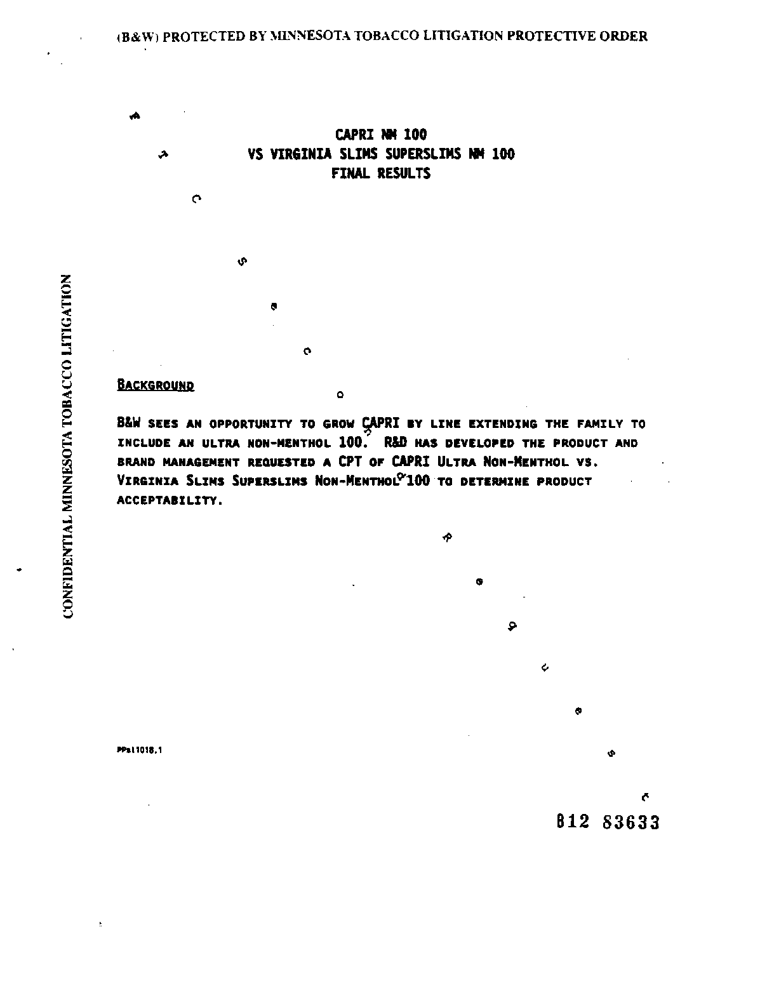 (B&W) PROTECTED BY MINNESOTA TOBACCO LITIGATION PROTECTIVE ORDER
CAPRI NM 100
VS VIRGINIA SLIMS SUPERSLIMS NM 100
FINAL RESULTS
CONFIDENTIAL MINNESOTA TOBACCO LITIGATION
BACKGROUND
B&W SEES AN OPPORTUNITY TO GROW CAPRI BY LINE EXTENDING THE FAMILY TO
INCLUDE AN ULTRA NON-MENTHOL 100. R&D HAS DEVELOPED THE PRODUCT AND
BRAND MANAGEMENT REQUESTED A CPT OF CAPRI ULTRA NON-MENTHOL VS.
VIRGINIA SLIMS SUPERSLIMS NON-MENTHOL 100 TO DETERMINE PRODUCT
ACCEPTABILITY.
812 83633